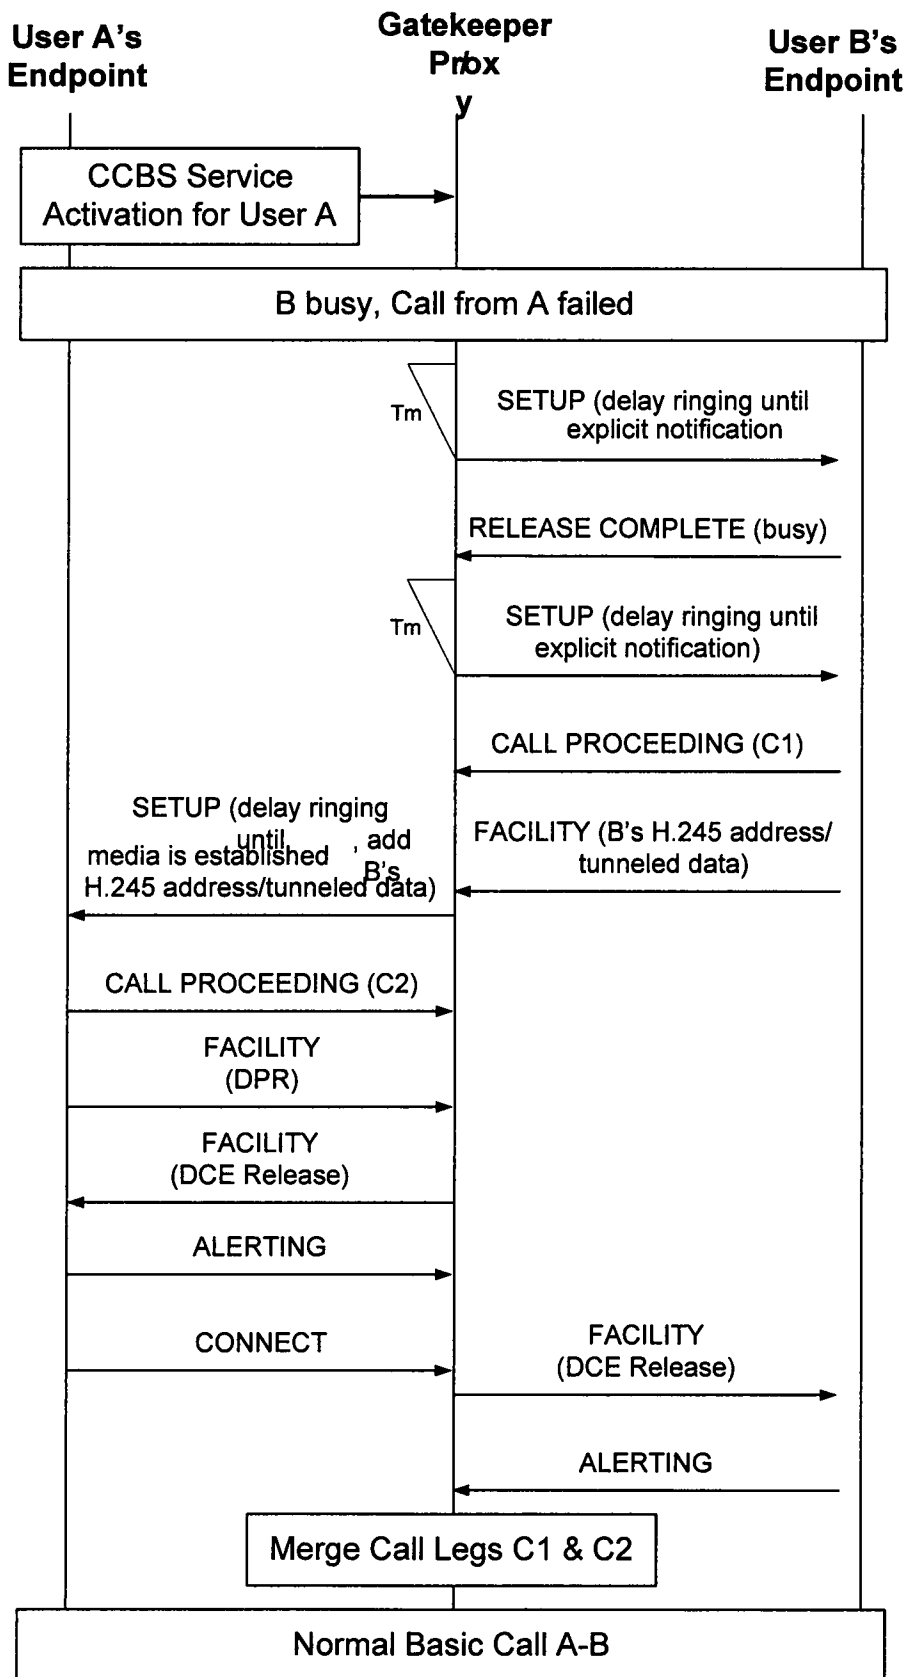 User A's
Endpoint
Gatekeeper
Pr/oxy
User B's
Endpoint
CCBS Service
Activation for User A
B busy, Call from A failed
Tm
SETUP (delay ringing until
explicit notification
RELEASE COMPLETE (busy)
Tm
SETUP (delay ringing until
explicit notification)
CALL PROCEEDING (C1)
SETUP (delay ringing
until
media is established , add
B's
H.245 address/tunneled data)
FACILITY (B's H.245 address/
tunneled data)
CALL PROCEEDING (C2)
FACILITY
(DPR)
FACILITY
(DCE Release)
ALERTING
CONNECT
FACILITY
(DCE Release)
ALERTING
Merge Call Legs C1 & C2
Normal Basic Call A-B